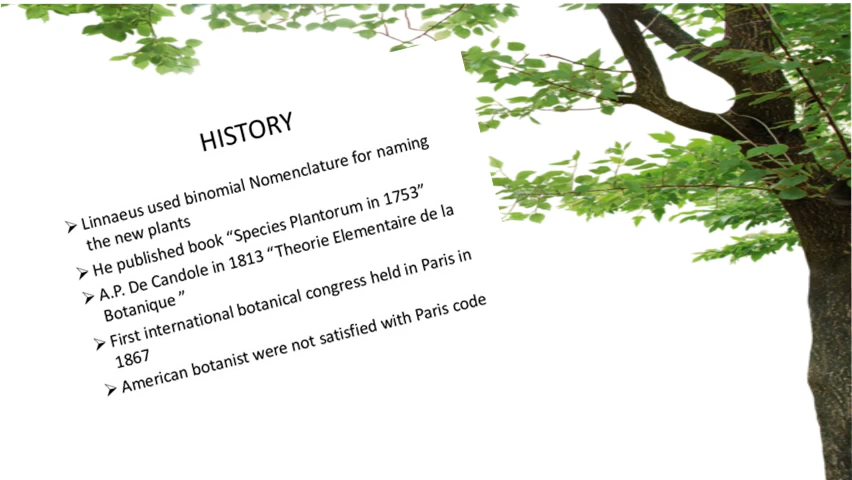 HISTORY
➢ Linnaeus used binomial Nomenclature for naming
the new plants
➢ He published book “Species Plantorum in 1753”
➢ A.P. De Candole in 1813 “Theorie Elementaire de la
Botanique ”
➢ First international botanical congress held in Paris in
1867
➢ American botanist were not satisfied with Paris code